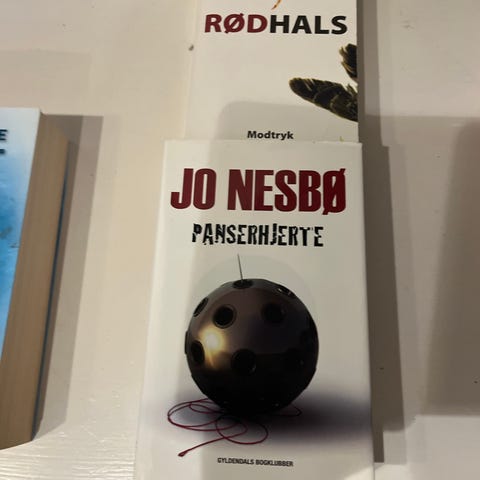 RØDHALS
Modtryk
JO NESBØ
PANSERHJERTE
GYLDENDALS BOGKLUBBER